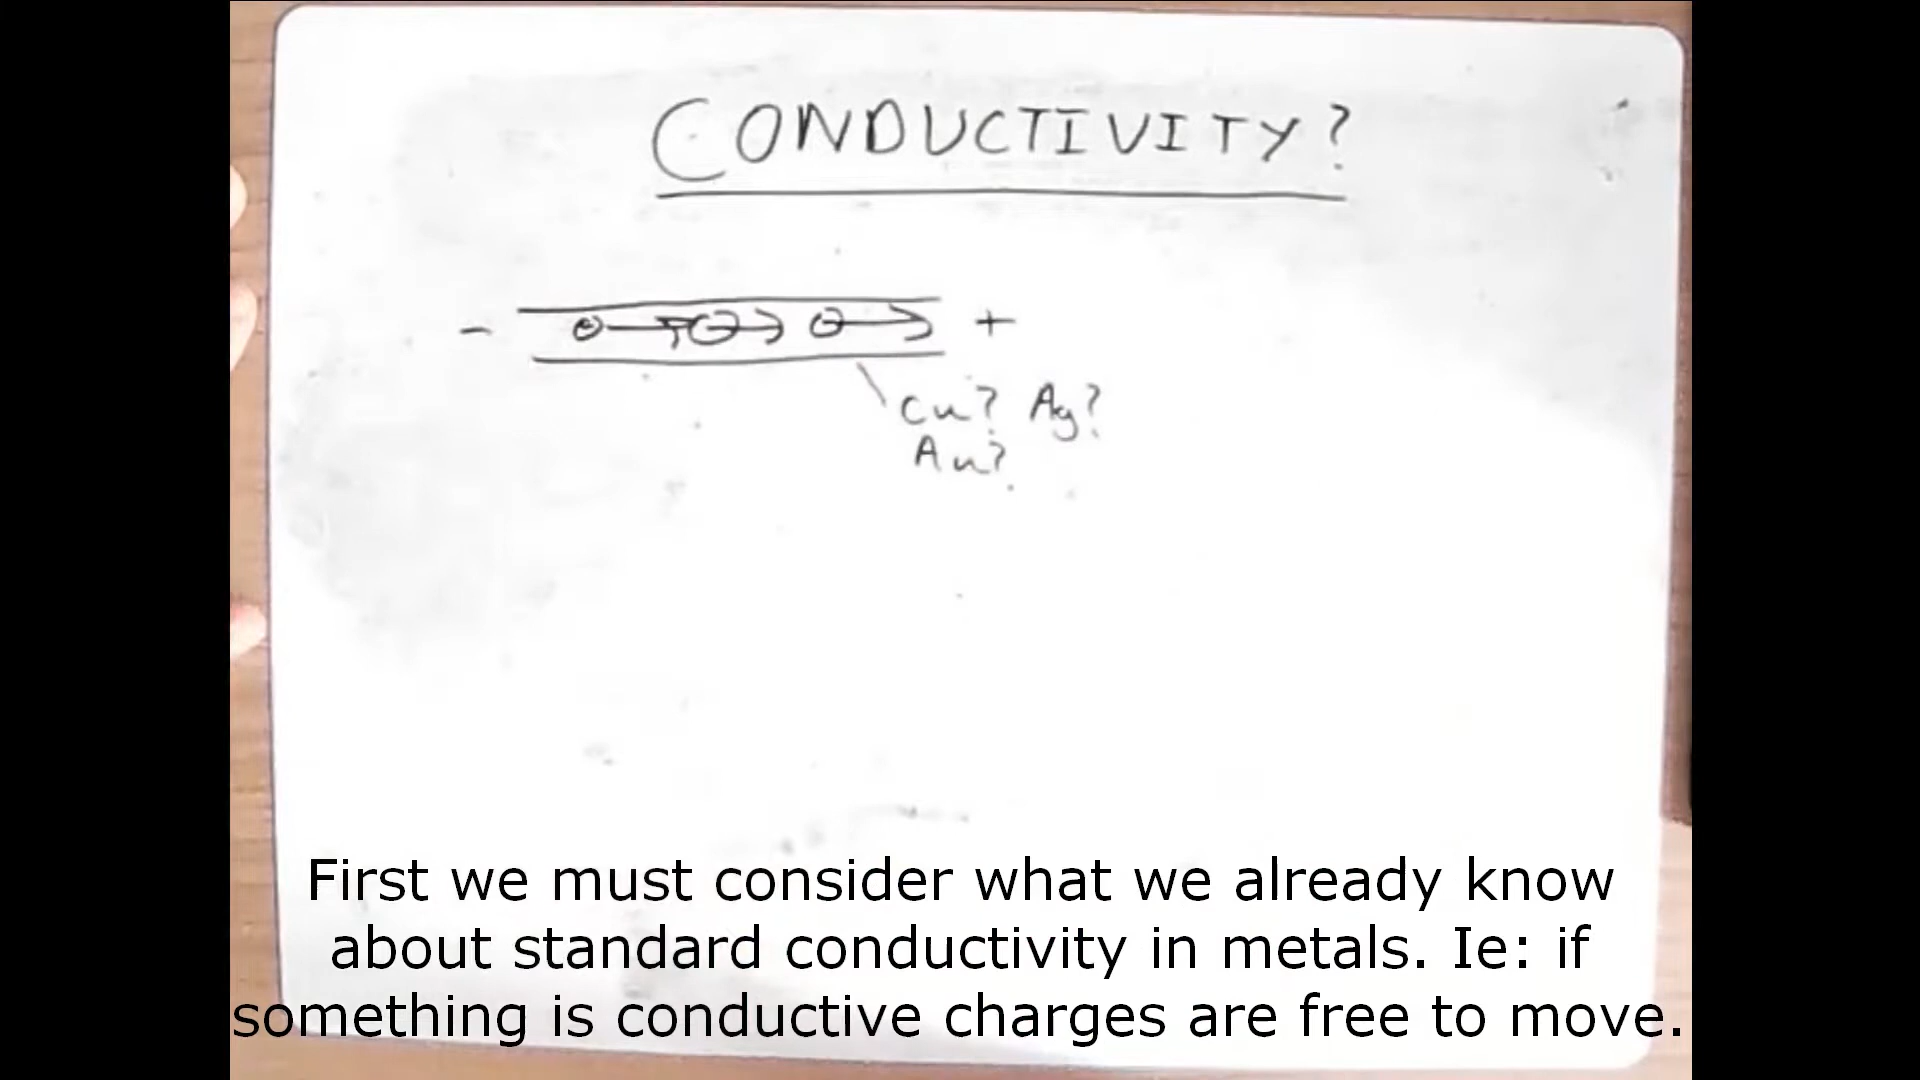 CONDUCTIVITY?
- - - - +
Cu? Ag?
Au?
First we must consider what we already know
about standard conductivity in metals. Ie: if
something is conductive charges are free to move.